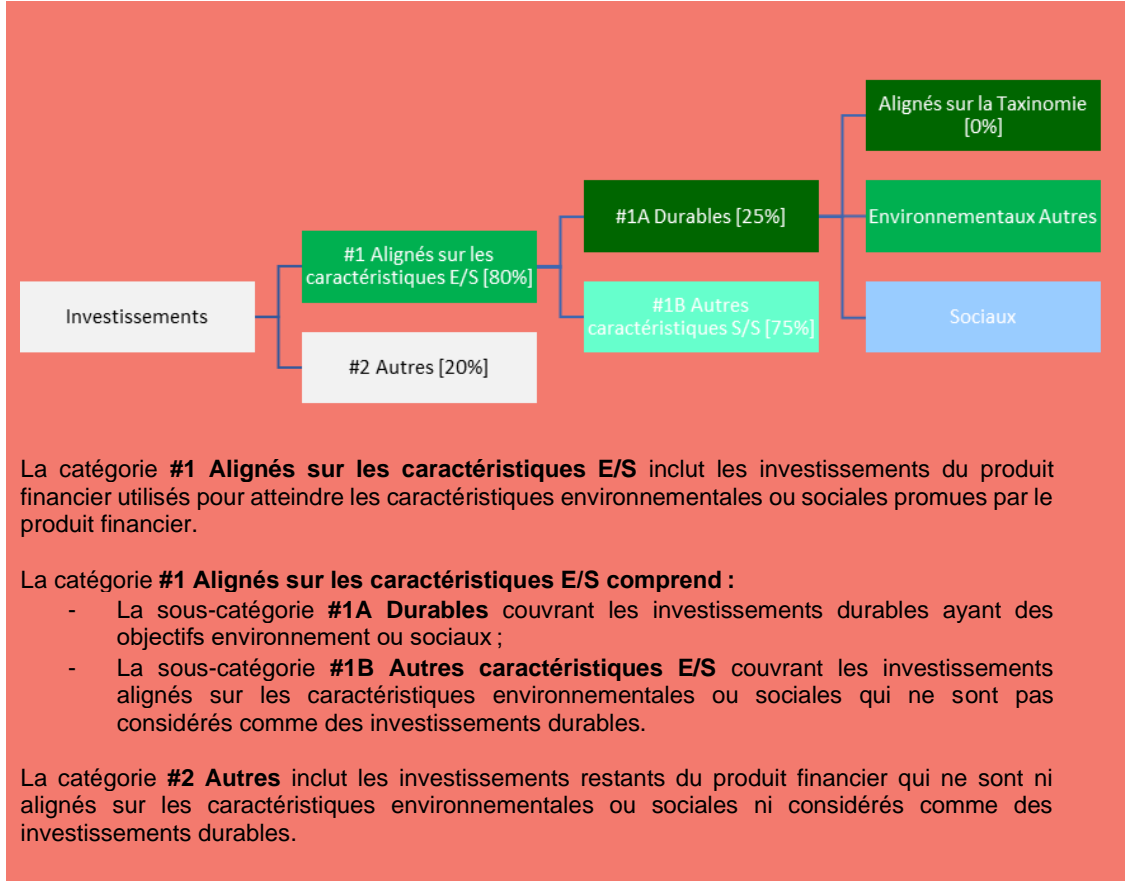 Alignés sur la Taxinomie
[0%]
#1A Durables [25%]
Environnementaux Autres
#1 Alignés sur les
caractéristiques E/S [80%]
Investissements
#1B Autres
caractéristiques S/S [75%]
Sociaux
#2 Autres [20%]
La catégorie #1 Alignés sur les caractéristiques E/S inclut les investissements du produit
financier utilisés pour atteindre les caractéristiques environnementales ou sociales promues par le
produit financier.
La catégorie #1 Alignés sur les caractéristiques E/S comprend :
- La sous-catégorie #1A Durables couvrant les investissements durables ayant des
objectifs environnement ou sociaux ;
- La sous-catégorie #1B Autres caractéristiques E/S couvrant les investissements
alignés sur les caractéristiques environnementales ou sociales qui ne sont pas
considérés comme des investissements durables.
La catégorie #2 Autres inclut les investissements restants du produit financier qui ne sont ni
alignés sur les caractéristiques environnementales ou sociales ni considérés comme des
investissements durables.